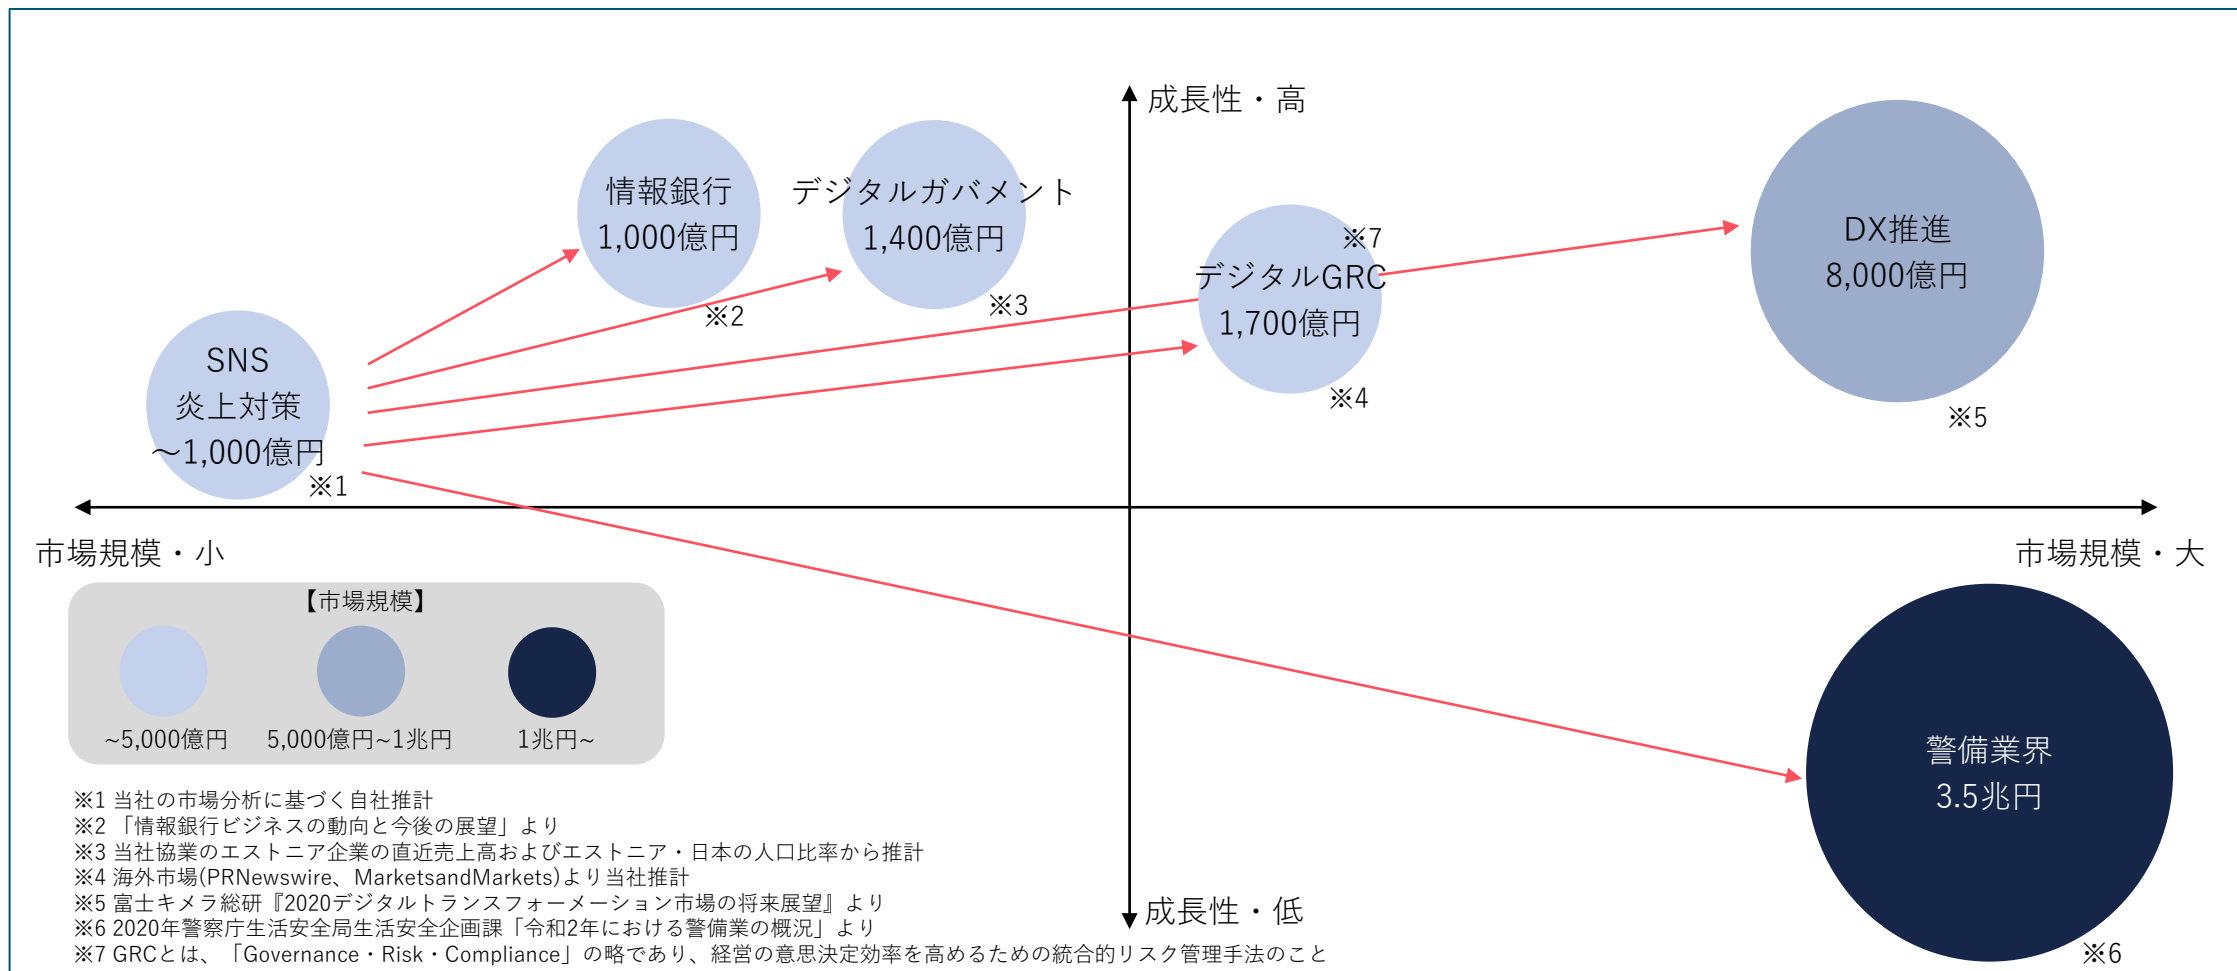 成長性・高
情報銀行
1,000億円
※2
デジタルガバメント
1,400億円
※3
※7
デジタルGRC
1,700億円
※4
DX推進
8,000億円
※5
SNS
炎上対策
～1,000億円
※1
市場規模・小
市場規模・大
【市場規模】
~5,000億円
5,000億円~1兆円
1兆円~
警備業界
3.5兆円
※6
成長性・低
※1 当社の市場分析に基づく自社推計
※2 「情報銀行ビジネスの動向と今後の展望」より
※3 当社協業のエストニア企業の直近売上高およびエストニア・日本の人口比率から推計
※4 海外市場(PRNewswire、MarketsandMarkets)より当社推計
※5 富士キメラ総研『2020デジタルトランスフォーメーション市場の将来展望』より
※6 2020年警察庁生活安全局生活安全企画課「令和2年における警備業の概況」より
※7 GRCとは、「Governance・Risk・Compliance」の略であり、経営の意思決定効率を高めるための統合的リスク管理手法のこと